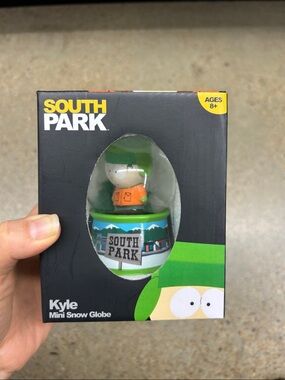 SOUTH
PARK
AGES
8+
SOUTH
PARK
Kyle
Mini Snow Globe